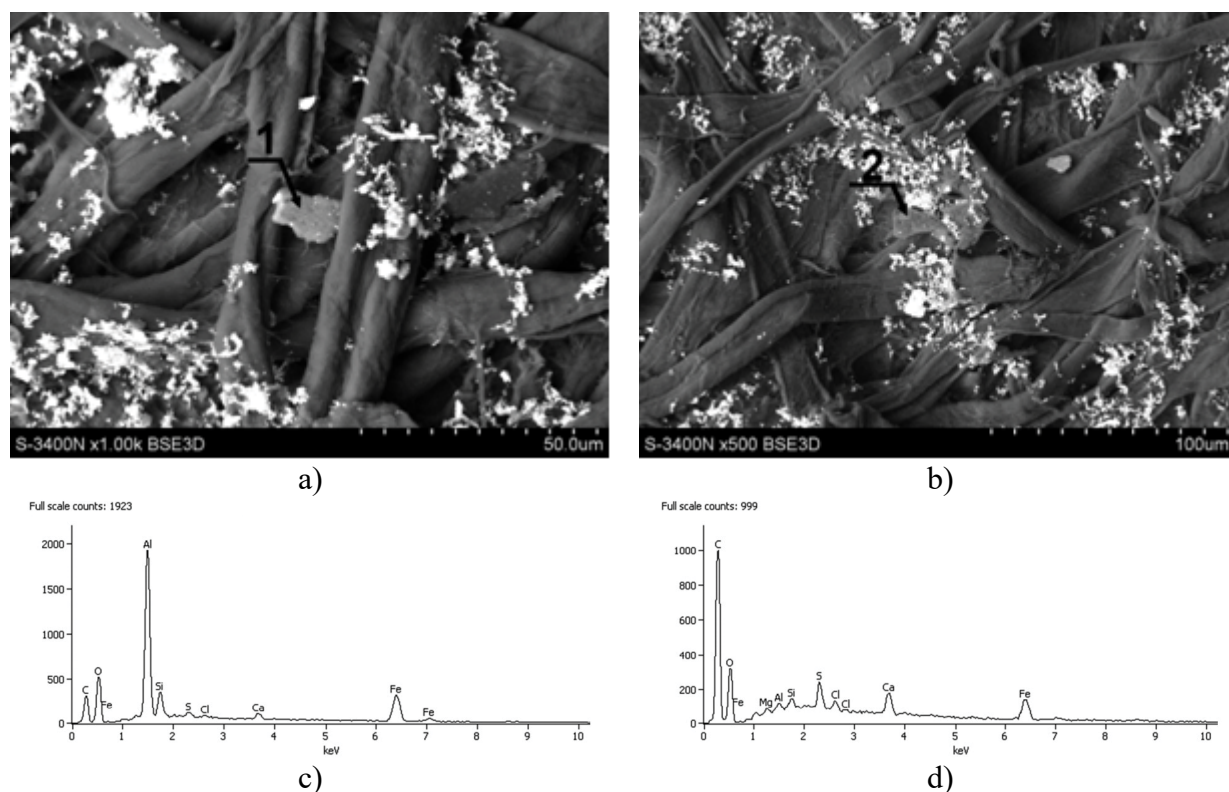 1
2
S-3400N x1.00k BSE3D 50.0um
S-3400N x500 BSE3D 100um
a)
b)
Full scale counts: 1923
2000
1500
1000
500
0
C
O
Fe
Al
Si
S
Cl
Ca
Fe
Fe
0 1 2 3 4 5 6 7 8 9 10
keV
c)
Full scale counts: 999
1000
800
600
400
200
0
C
O
Fe
Mg
Al
Si
S
Cl
Cl
Ca
Fe
0 1 2 3 4 5 6 7 8 9 10
keV
d)